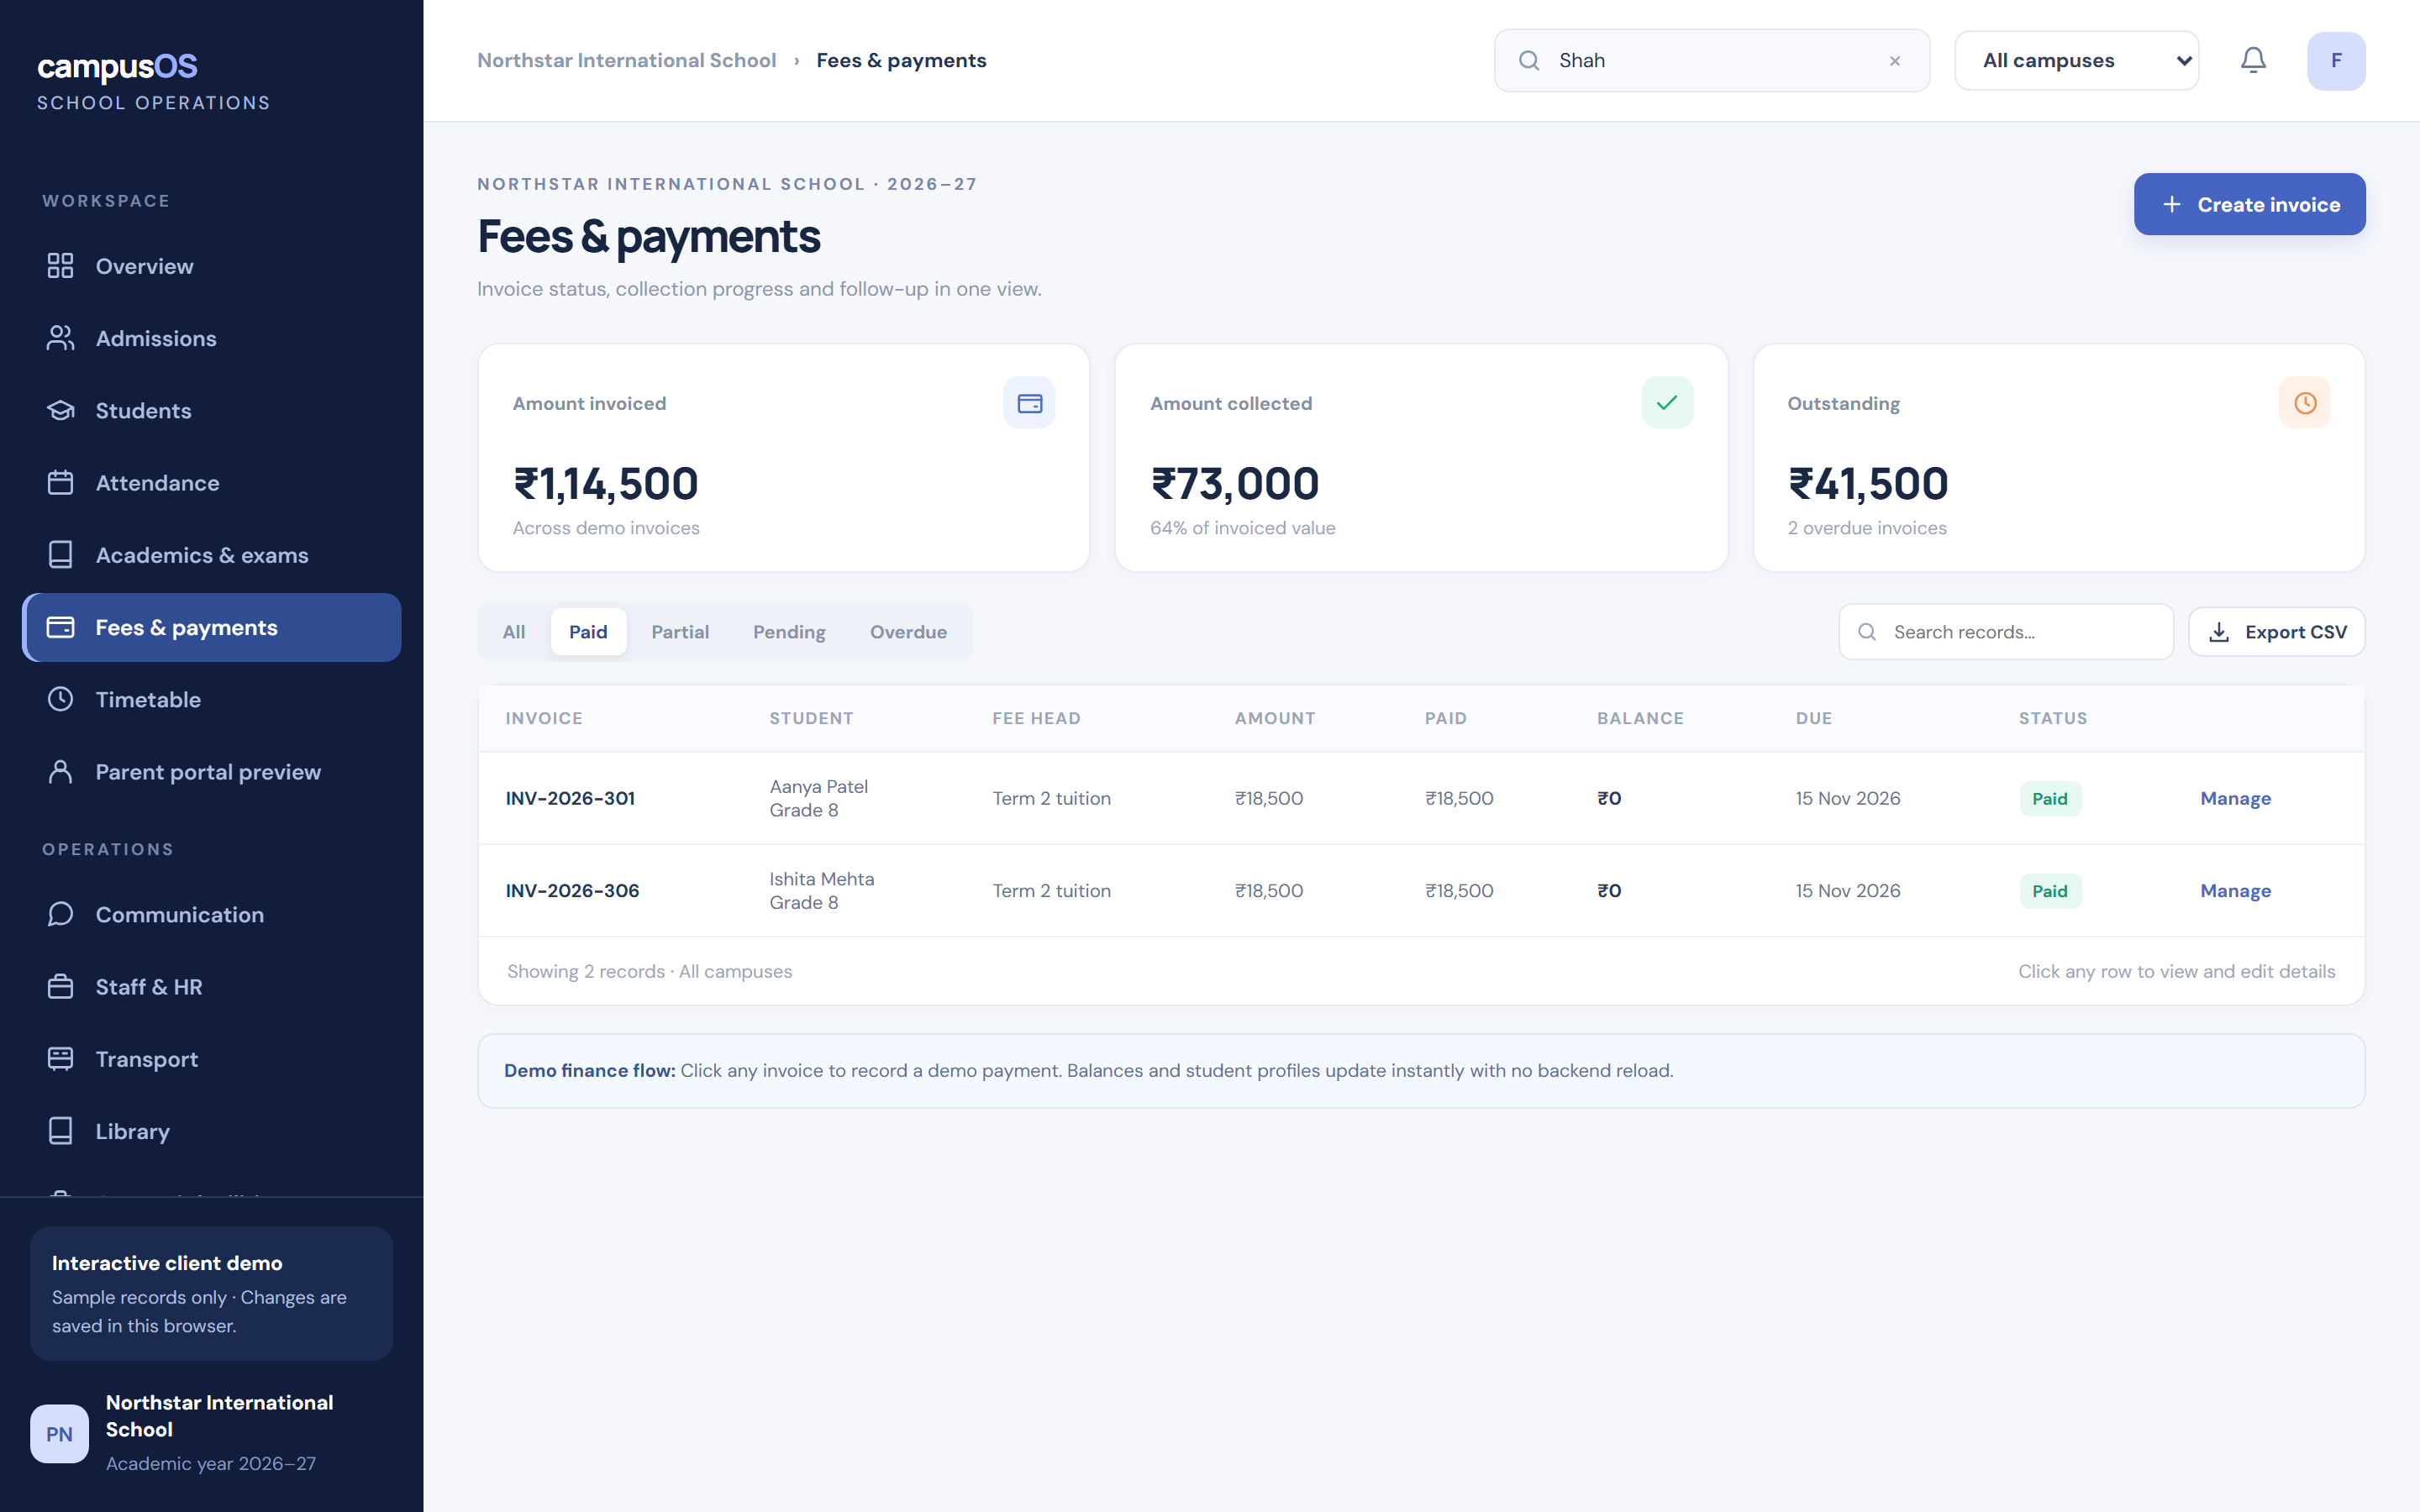 campusOS
SCHOOL OPERATIONS
WORKSPACE
Overview
Admissions
Students
Attendance
Academics & exams
Fees & payments
Timetable
Parent portal preview
OPERATIONS
Communication
Staff & HR
Transport
Library
Interactive client demo
Sample records only · Changes are
saved in this browser.
PN
Northstar International
School
Academic year 2026–27
Northstar International School › Fees & payments
Shah ×
All campuses
F
NORTHSTAR INTERNATIONAL SCHOOL · 2026–27
Fees & payments
Invoice status, collection progress and follow-up in one view.
+ Create invoice
Amount invoiced
₹1,14,500
Across demo invoices
Amount collected
₹73,000
64% of invoiced value
Outstanding
₹41,500
2 overdue invoices
All Paid Partial Pending Overdue
Search records...
Export CSV
INVOICE STUDENT FEE HEAD AMOUNT PAID BALANCE DUE STATUS
INV-2026-301 Aanya Patel Term 2 tuition ₹18,500 ₹18,500 ₹0 15 Nov 2026 Paid Manage
Grade 8
INV-2026-306 Ishita Mehta Term 2 tuition ₹18,500 ₹18,500 ₹0 15 Nov 2026 Paid Manage
Grade 8
Showing 2 records · All campuses
Click any row to view and edit details
Demo finance flow: Click any invoice to record a demo payment. Balances and student profiles update instantly with no backend reload.